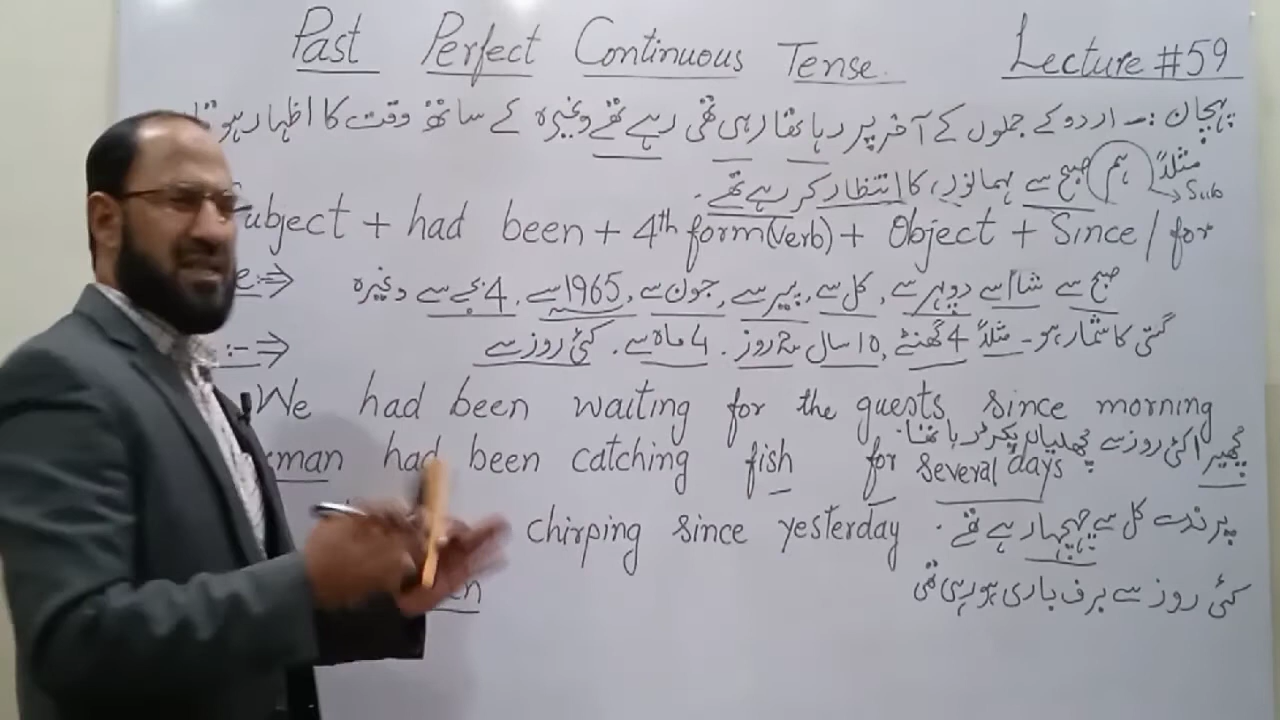 Past Perfect Continuous Tense. Lecture #59
پہچان :۔ اردو کے جملوں کے آخر پر رہا تھا رہی تھی رہے تھے وغیرہ کے ساتھ وقت کا اظہار ہو
مثلاً ہم صبح سے مہمانوں کا انتظار کر رہے تھے۔
Sub
Subject + had been + 4th form(verb) + Object + Since / for
صبح سے شام سے دوپہر سے، کل سے، پیر سے، جون سے، 1965 سے، 4 بجے سے وغیرہ
گنتی کا شمار ہو۔ مثلاً 4 گھنٹے، 10 سال روز۔ 4 ماہ سے۔ کئی روز سے
We had been waiting for the guests since morning
مچھیرا کئی روز سے مچھلیاں پکڑ رہا تھا۔
man had been catching fish for several days
chirping since yesterday
پرندے کل سے چہچہا رہے تھے۔
کئی روز سے برف باری ہو رہی تھی